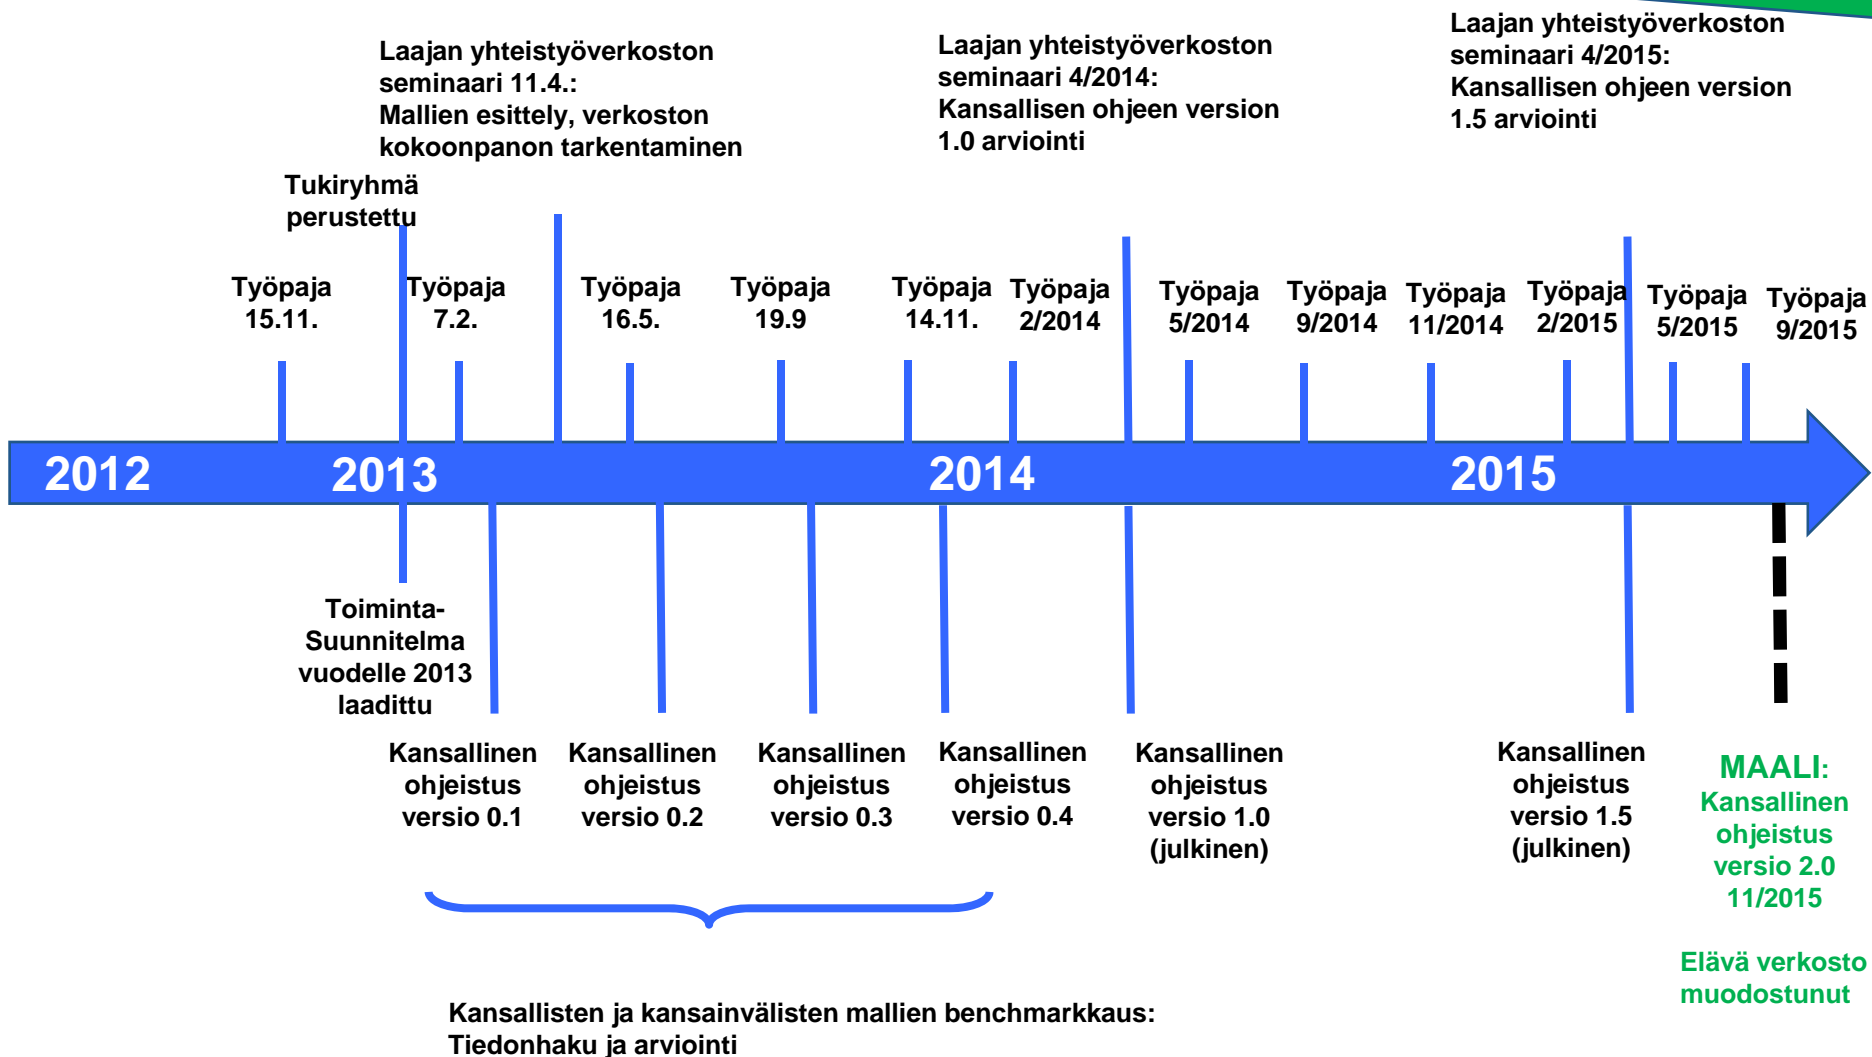 Laajan yhteistyöverkoston
seminaari 11.4.:
Mallien esittely, verkoston
kokoonpanon tarkentaminen
Laajan yhteistyöverkoston
seminaari 4/2014:
Kansallisen ohjeen version
1.0 arviointi
Laajan yhteistyöverkoston
seminaari 4/2015:
Kansallisen ohjeen version
1.5 arviointi
Tukiryhmä
perustettu
Työpaja
15.11.
Työpaja
7.2.
Työpaja
16.5.
Työpaja
19.9
Työpaja
14.11.
Työpaja
2/2014
Työpaja
5/2014
Työpaja
9/2014
Työpaja
11/2014
Työpaja
2/2015
Työpaja
5/2015
Työpaja
9/2015
2012
2013
2014
2015
Toiminta-
Suunnitelma
vuodelle 2013
laadittu
Kansallinen
ohjeistus
versio 0.1
Kansallinen
ohjeistus
versio 0.2
Kansallinen
ohjeistus
versio 0.3
Kansallinen
ohjeistus
versio 0.4
Kansallinen
ohjeistus
versio 1.0
(julkinen)
Kansallinen
ohjeistus
versio 1.5
(julkinen)
MAALI:
Kansallinen
ohjeistus
versio 2.0
11/2015
Elävä verkosto
muodostunut
Kansallisten ja kansainvälisten mallien benchmarkkaus:
Tiedonhaku ja arviointi